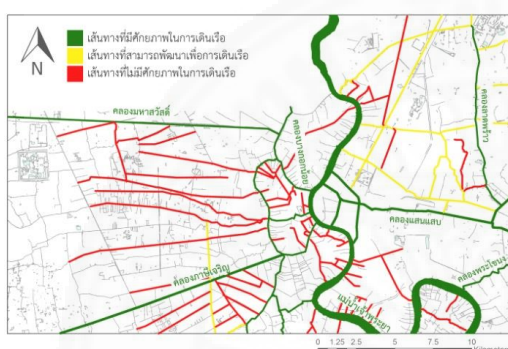 เส้นทางที่มีศักยภาพในการเดินเรือ
เส้นทางที่สามารถพัฒนาเพื่อการเดินเรือ
เส้นทางที่ไม่มีศักยภาพในการเดินเรือ
N
คลองมหาสวัสดิ์
คลองบางกอกน้อย
คลองลาดพร้าว
คลองแสนแสบ
คลองภาษีเจริญ
คลองพระโขนง
แม่น้ำเจ้าพระยา
0 1.25 2.5 5 7.5 10
Kilometers